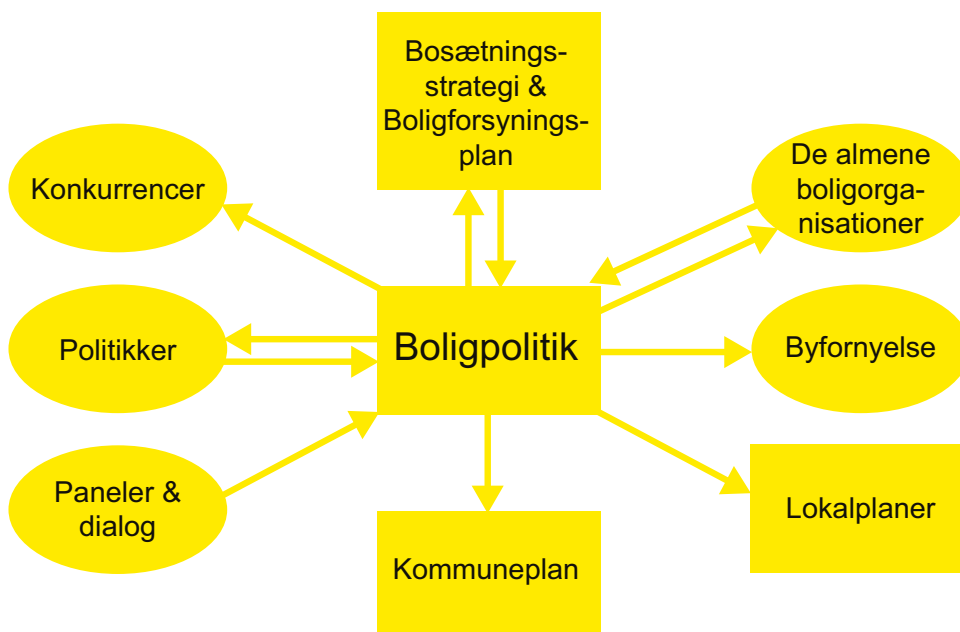 Bosætnings-
strategi &
Boligforsynings-
plan
Konkurrencer
De almene
boligorga-
nisationer
Politikker
Boligpolitik
Byfornyelse
Paneler &
dialog
Kommuneplan
Lokalplaner